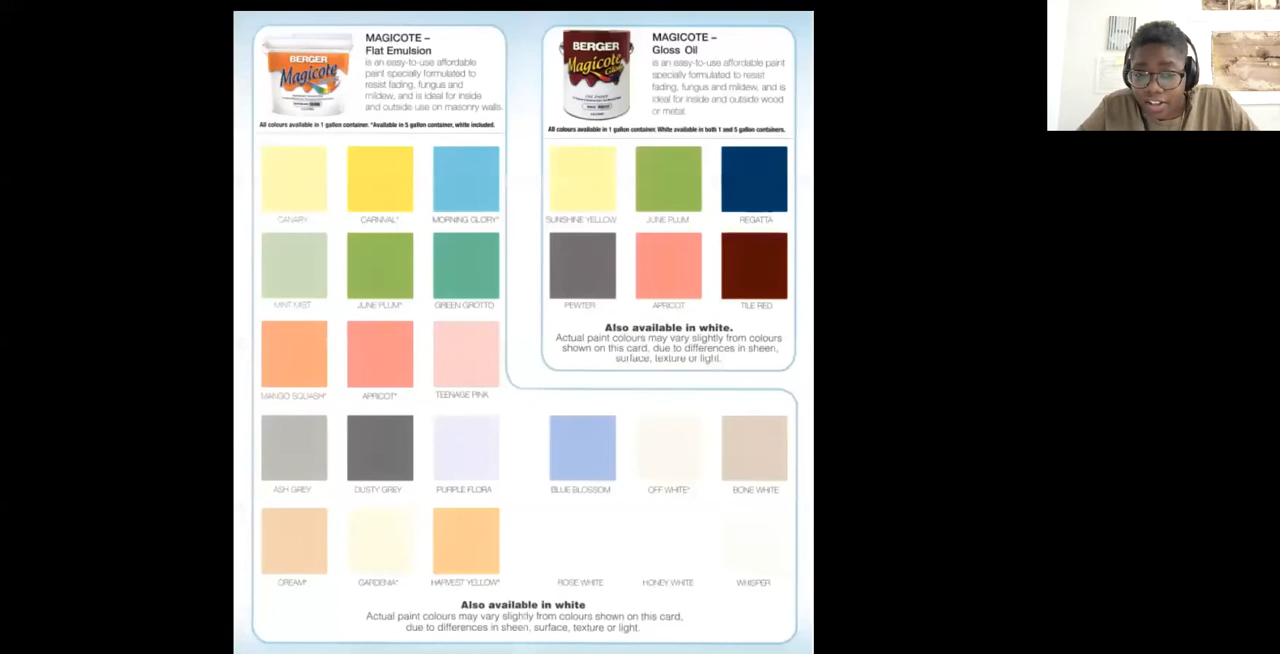 MAGICOTE –
Flat Emulsion
is an easy-to-use affordable
paint specially formulated to
resist fading, fungus and
mildew, and is ideal for inside
and outside use on masonry walls.
BERGER
Magicote
All colours available in 1 gallon container. *Available in 5 gallon container, white included.
CANARY
CARNIVAL*
MORNING GLORY*
MINT MIST
JUNE PLUM*
GREEN GROTTO
MANGO SQUASH*
APRICOT*
TEENAGE PINK
MAGICOTE –
Gloss Oil
is an easy-to-use affordable paint
specially formulated to resist
fading, fungus and mildew, and is
ideal for inside and outside wood
or metal.
BERGER
Magicote
Gloss
All colours available in 1 gallon container. White available in both 1 and 5 gallon containers.
SUNSHINE YELLOW
JUNE PLUM
REGATTA
PEWTER
APRICOT
TILE RED
Also available in white.
Actual paint colours may vary slightly from colours
shown on this card, due to differences in sheen,
surface, texture or light.
ASH GREY
DUSTY GREY
PURPLE FLORA
BLUE BLOSSOM
OFF WHITE*
BONE WHITE
CREAM*
GARDENIA*
HARVEST YELLOW*
ROSE WHITE
HONEY WHITE
WHISPER
Also available in white
Actual paint colours may vary slightly from colours shown on this card,
due to differences in sheen, surface, texture or light.